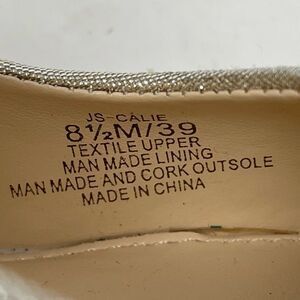 JS-CALIE
8½M/39
TEXTILE UPPER
MAN MADE LINING
MAN MADE AND CORK OUTSOLE
MADE IN CHINA